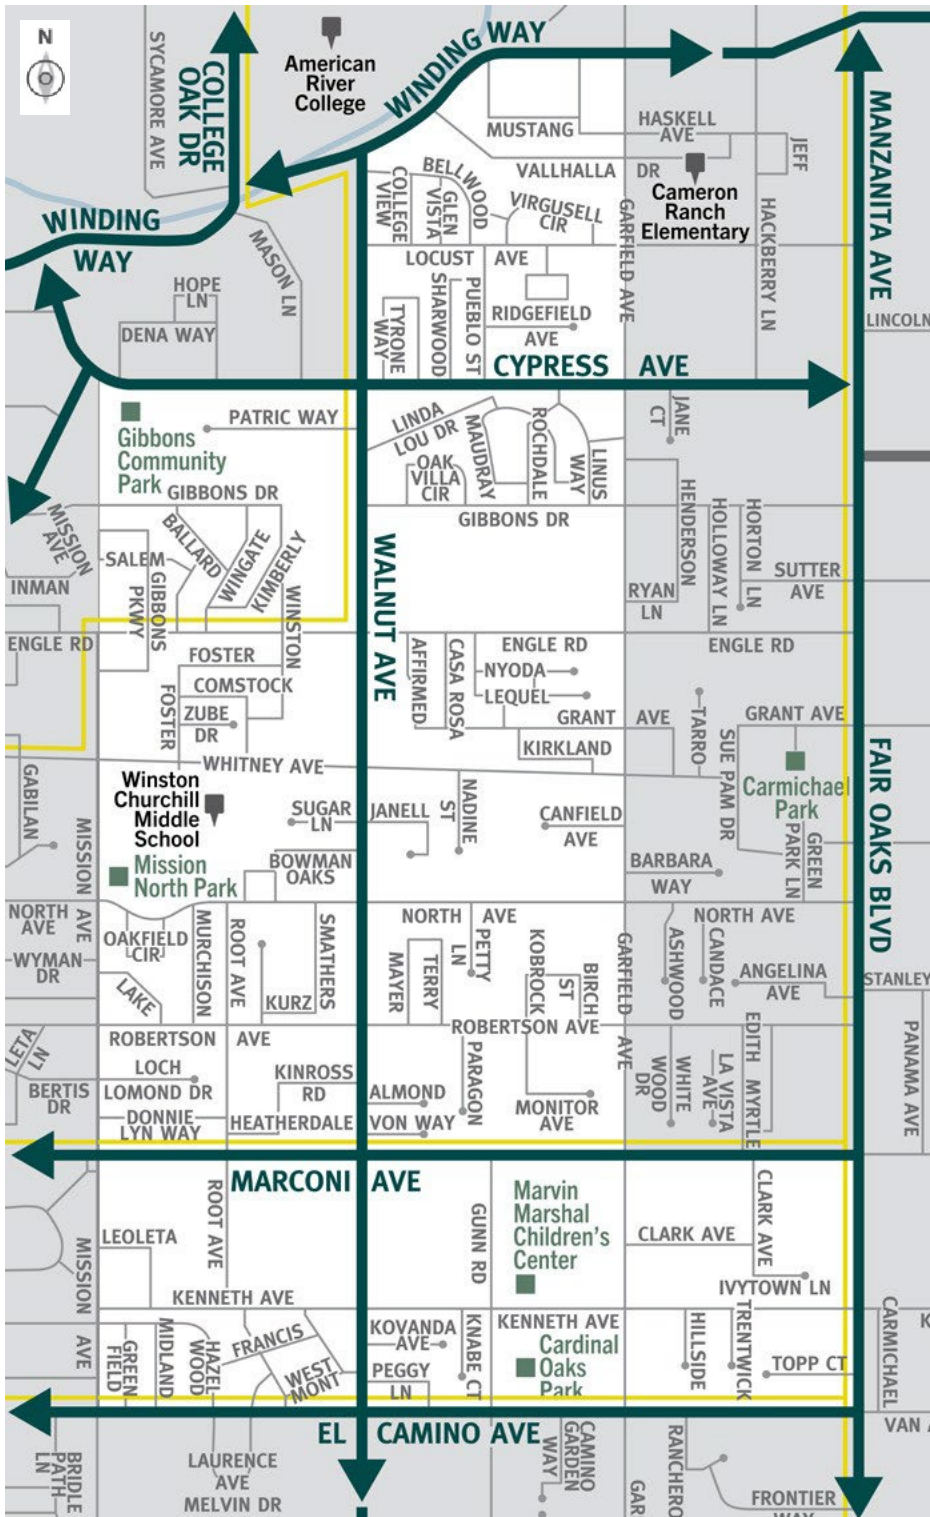 N
SYCAMORE AVE
COLLEGE
OAK DR
American
River
College
WINDING WAY
MANZANITA AVE
MUSTANG
HASKELL
AVE
JEFF
VALLHALLA DR
Cameron
Ranch
Elementary
BELLWOOD
COLLEGE
VIEW
GLEN
VISTA
VIRGUSELL
CIR
GARFIELD AVE
HACKBERRY LN
WINDING
WAY
MASON LN
LOCUST AVE
HOPE
LN
DENA WAY
TYRONE
WAY
SHARWOOD
PUEBLO ST
RIDGEFIELD
AVE
LINCOLN
CYPRESS AVE
PATRIC WAY
Gibbons
Community
Park
LINDA
LOU DR
MAUDRAY
ROCHDALE
LINUS
WAY
JANE
CT
OAK
VILLA
CIR
GIBBONS DR
GIBBONS DR
MISSION
AVE
BALLARD
WINGATE
KIMBERLY
SALEM
GIBBONS
PKWY
WINSTON
WALNUT AVE
HENDERSON
HOLLOWAY LN
HORTON LN
SUTTER
AVE
RYAN
LN
INMAN
ENGLE RD
ENGLE RD
ENGLE RD
FOSTER
COMSTOCK
FOSTER
ZUBE
DR
AFFIRMED
CASA ROSA
NYODA
LEQUEL
GRANT AVE
KIRKLAND
TARRO
SUE PAM DR
GRANT AVE
FAIR OAKS BLVD
WHITNEY AVE
GABILAN
Winston
Churchill
Middle
School
Carmichael
Park
SUGAR
LN
JANELL
NADINE
ST
CANFIELD
AVE
GREEN
PARK LN
MISSION AVE
Mission
North Park
BOWMAN
OAKS
BARBARA
WAY
NORTH
AVE
OAKFIELD
CIR
MURCHISON
ROOT AVE
SMATHERS
NORTH AVE
NORTH AVE
WYMAN
DR
LAKE
KURZ
MAYER
TERRY
PETTY
LN
KOBROCK
ST
BIRCH
GARFIELD AVE
ASHWOOD
CANDACE
ANGELINA
AVE
STANLEY
ROBERTSON AVE
ROBERTSON AVE
LETA
LN
BERTIS
DR
LOCH
LOMOND DR
KINROSS
RD
ALMOND
PARAGON
MONITOR
AVE
WHITE
WOOD
DR
LA VISTA
AVE
EDITH
MYRTLE
PANAMA AVE
DONNIE
LYN WAY
HEATHERDALE
VON WAY
MARCONI AVE
ROOT AVE
GUNN RD
Marvin
Marshal
Children's
Center
CLARK AVE
CLARK AVE
LEOLETA
MISSION AVE
IVYTOWN LN
KENNETH AVE
KENNETH AVE
GREEN
FIELD
MIDLAND
HAZEL
WOOD
FRANCIS
WEST
MONT
KOVANDA
AVE
PEGGY
LN
KNABE CT
Cardinal
Oaks
Park
HILLSIDE
TRENTWICK
TOPP CT
CARMICHAEL
K
EL CAMINO AVE
VAN A
BRIDLE
PATH
LN
LAURENCE
AVE
MELVIN DR
CAMINO
GARDEN
WAY
GAR
RANCHERO
FRONTIER
WAY